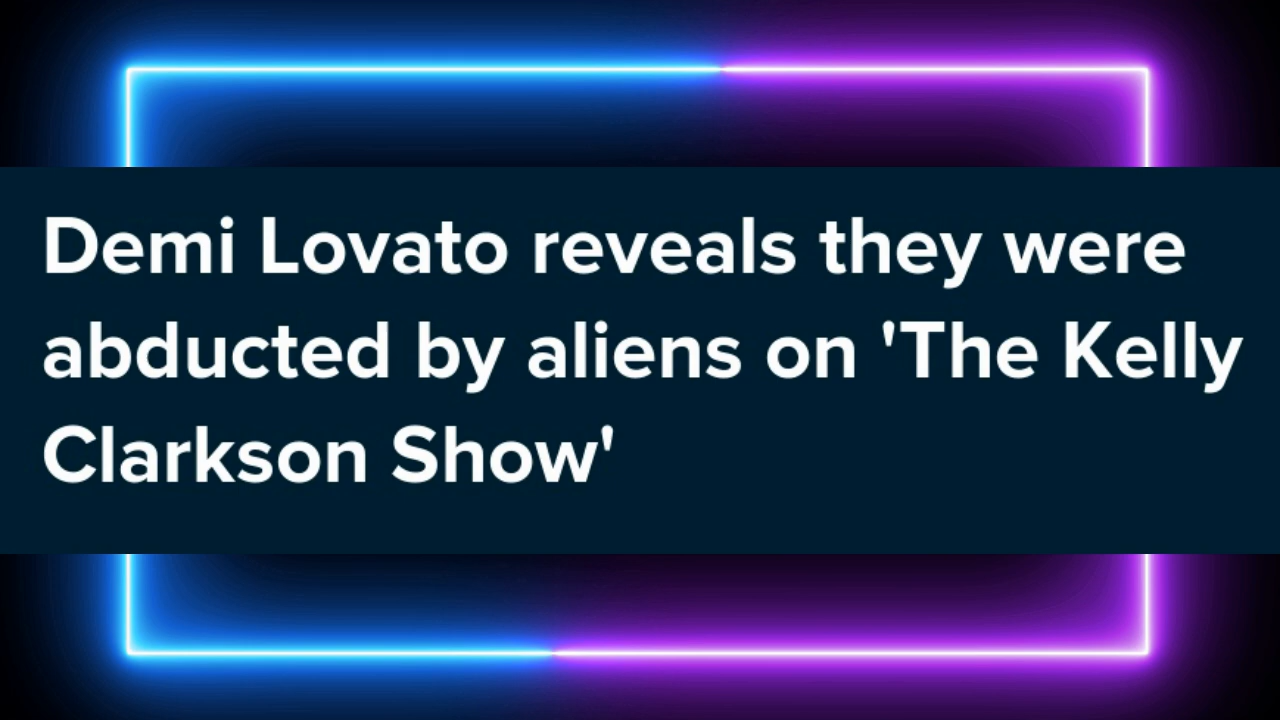 Demi Lovato reveals they were
abducted by aliens on 'The Kelly
Clarkson Show'